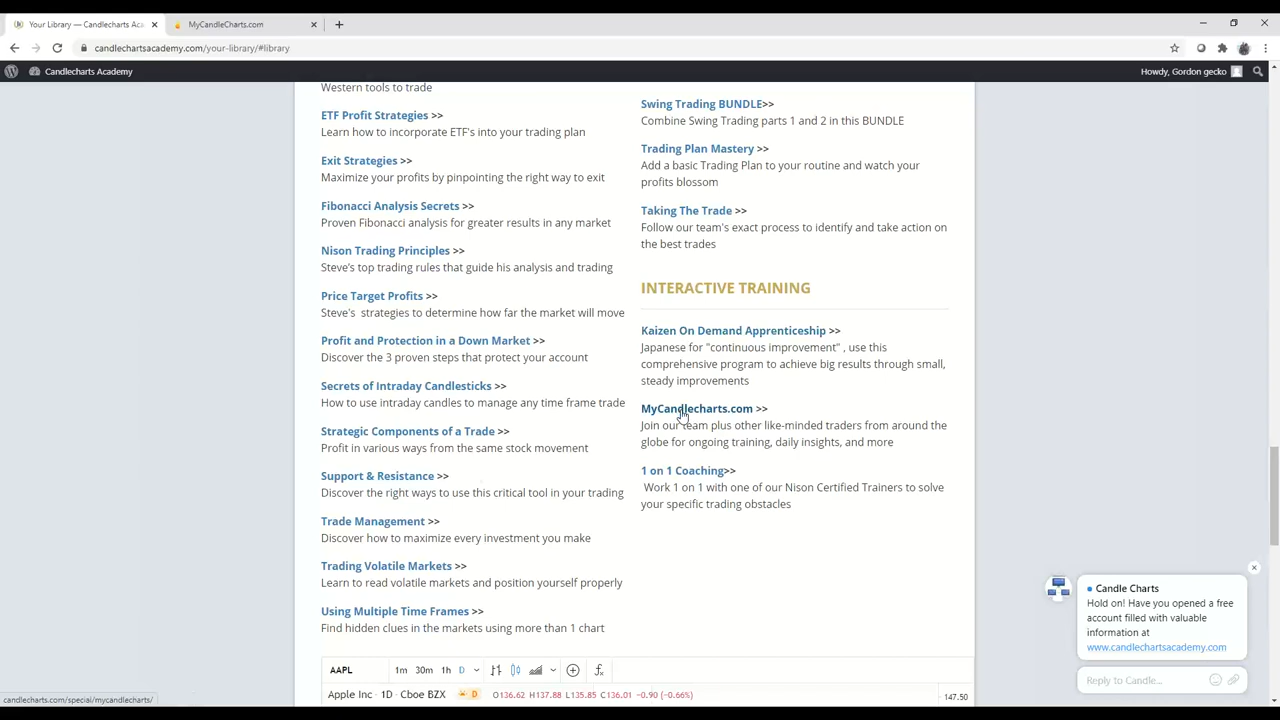 Your Library — Candlecharts Aca
MyCandleCharts.com
candlechartsacademy.com/your-library/#library
Candlecharts Academy
Howdy, Gordon gecko
Western tools to trade
ETF Profit Strategies >>
Learn how to incorporate ETF's into your trading plan
Exit Strategies >>
Maximize your profits by pinpointing the right way to exit
Fibonacci Analysis Secrets >>
Proven Fibonacci analysis for greater results in any market
Nison Trading Principles >>
Steve's top trading rules that guide his analysis and trading
Price Target Profits >>
Steve's strategies to determine how far the market will move
Profit and Protection in a Down Market >>
Discover the 3 proven steps that protect your account
Secrets of Intraday Candlesticks >>
How to use intraday candles to manage any time frame trade
Strategic Components of a Trade >>
Profit in various ways from the same stock movement
Support & Resistance >>
Discover the right ways to use this critical tool in your trading
Trade Management >>
Discover how to maximize every investment you make
Trading Volatile Markets >>
Learn to read volatile markets and position yourself properly
Using Multiple Time Frames >>
Find hidden clues in the markets using more than 1 chart
Swing Trading BUNDLE>>
Combine Swing Trading parts 1 and 2 in this BUNDLE
Trading Plan Mastery >>
Add a basic Trading Plan to your routine and watch your
profits blossom
Taking The Trade >>
Follow our team's exact process to identify and take action on
the best trades
INTERACTIVE TRAINING
Kaizen On Demand Apprenticeship >>
Japanese for "continuous improvement" , use this
comprehensive program to achieve big results through small,
steady improvements
MyCandlecharts.com >>
Join our team plus other like-minded traders from around the
globe for ongoing training, daily insights, and more
1 on 1 Coaching>>
Work 1 on 1 with one of our Nison Certified Trainers to solve
your specific trading obstacles
AAPL 1m 30m 1h D
Apple Inc · 1D · Cboe BZX D O136.62 H137.88 L135.85 C136.01 −0.90 (−0.66%)
147.50
Candle Charts
Hold on! Have you opened a free
account filled with valuable
information at
www.candlechartsacademy.com
Reply to Candle...
candlecharts.com/special/mycandlecharts/